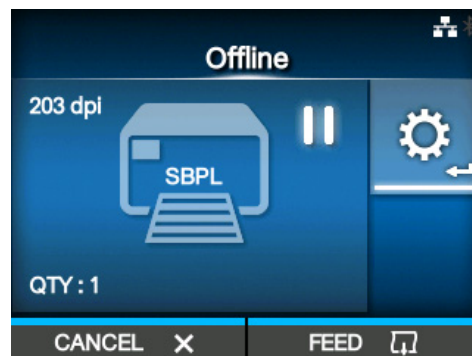 Offline
203 dpi
SBPL
QTY : 1
CANCEL
FEED